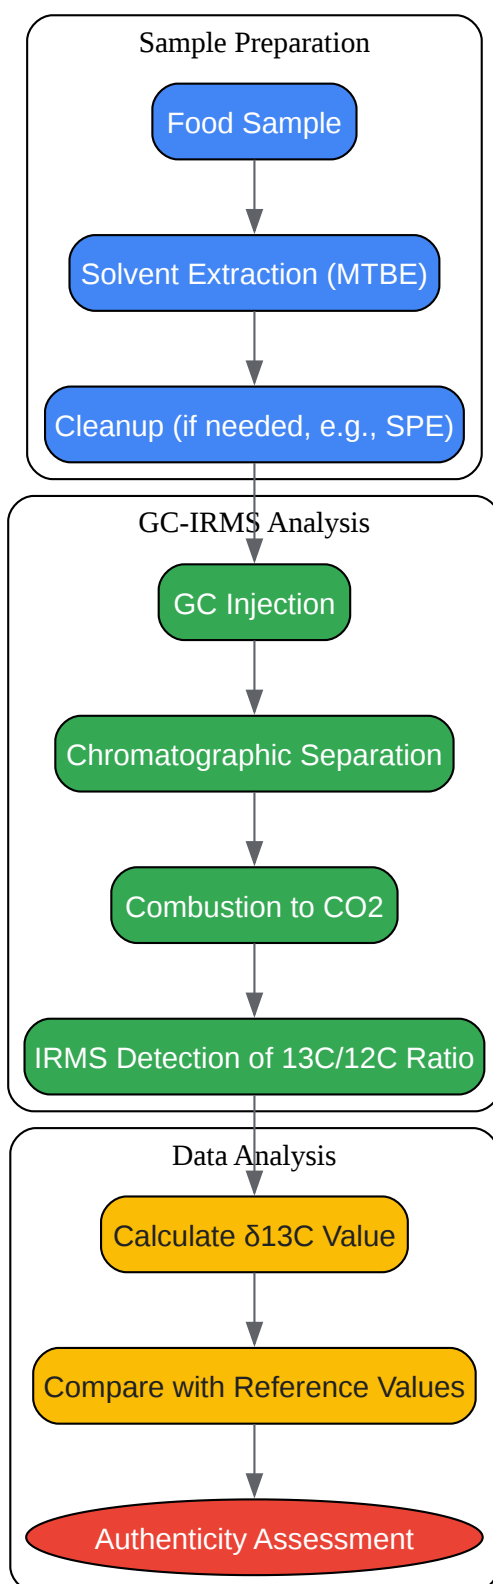 Sample Preparation
Food Sample
Solvent Extraction (MTBE)
Cleanup (if needed, e.g., SPE)
GC-IRMS Analysis
GC Injection
Chromatographic Separation
Combustion to CO2
IRMS Detection of 13C/12C Ratio
Data Analysis
Calculate δ13C Value
Compare with Reference Values
Authenticity Assessment